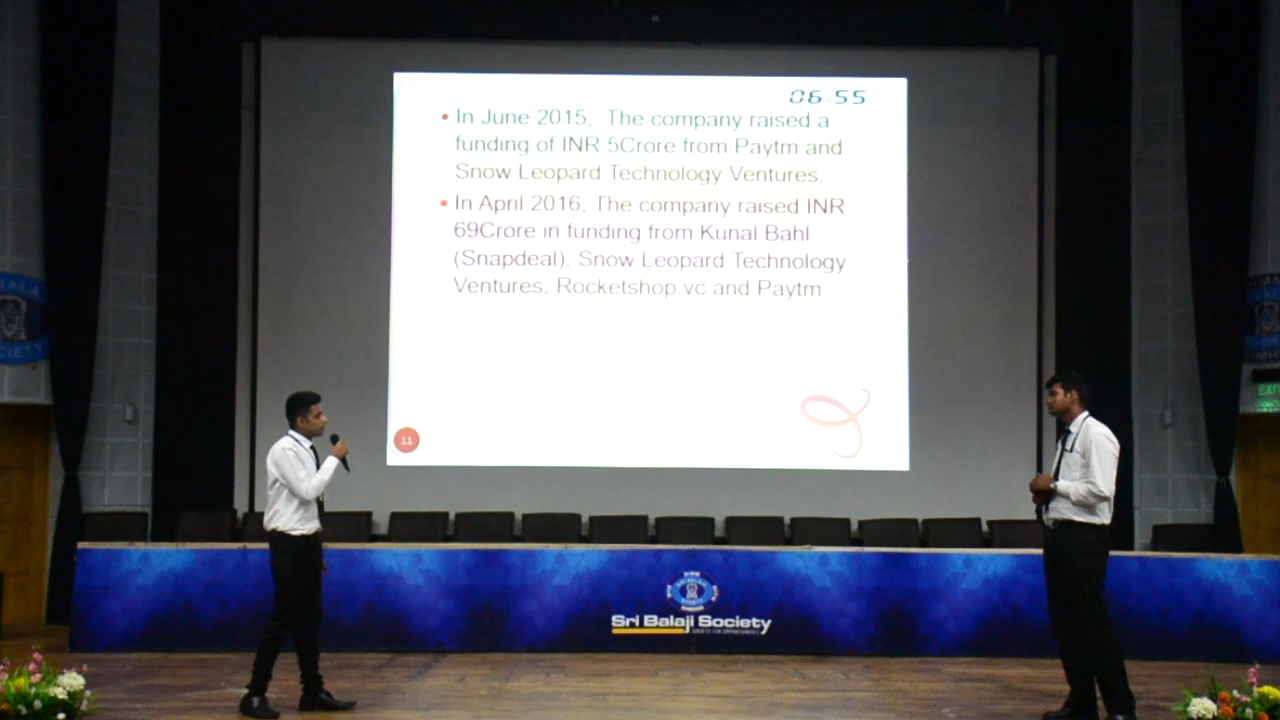 06 55
In June 2015, The company raised a
funding of INR 5Crore from Paytm and
Snow Leopard Technology Ventures.
In April 2016, The company raised INR
69Crore in funding from Kunal Bahl
(Snapdeal), Snow Leopard Technology
Ventures, Rocketshop.vc and Paytm
11
EXIT
Sri Balaji Society